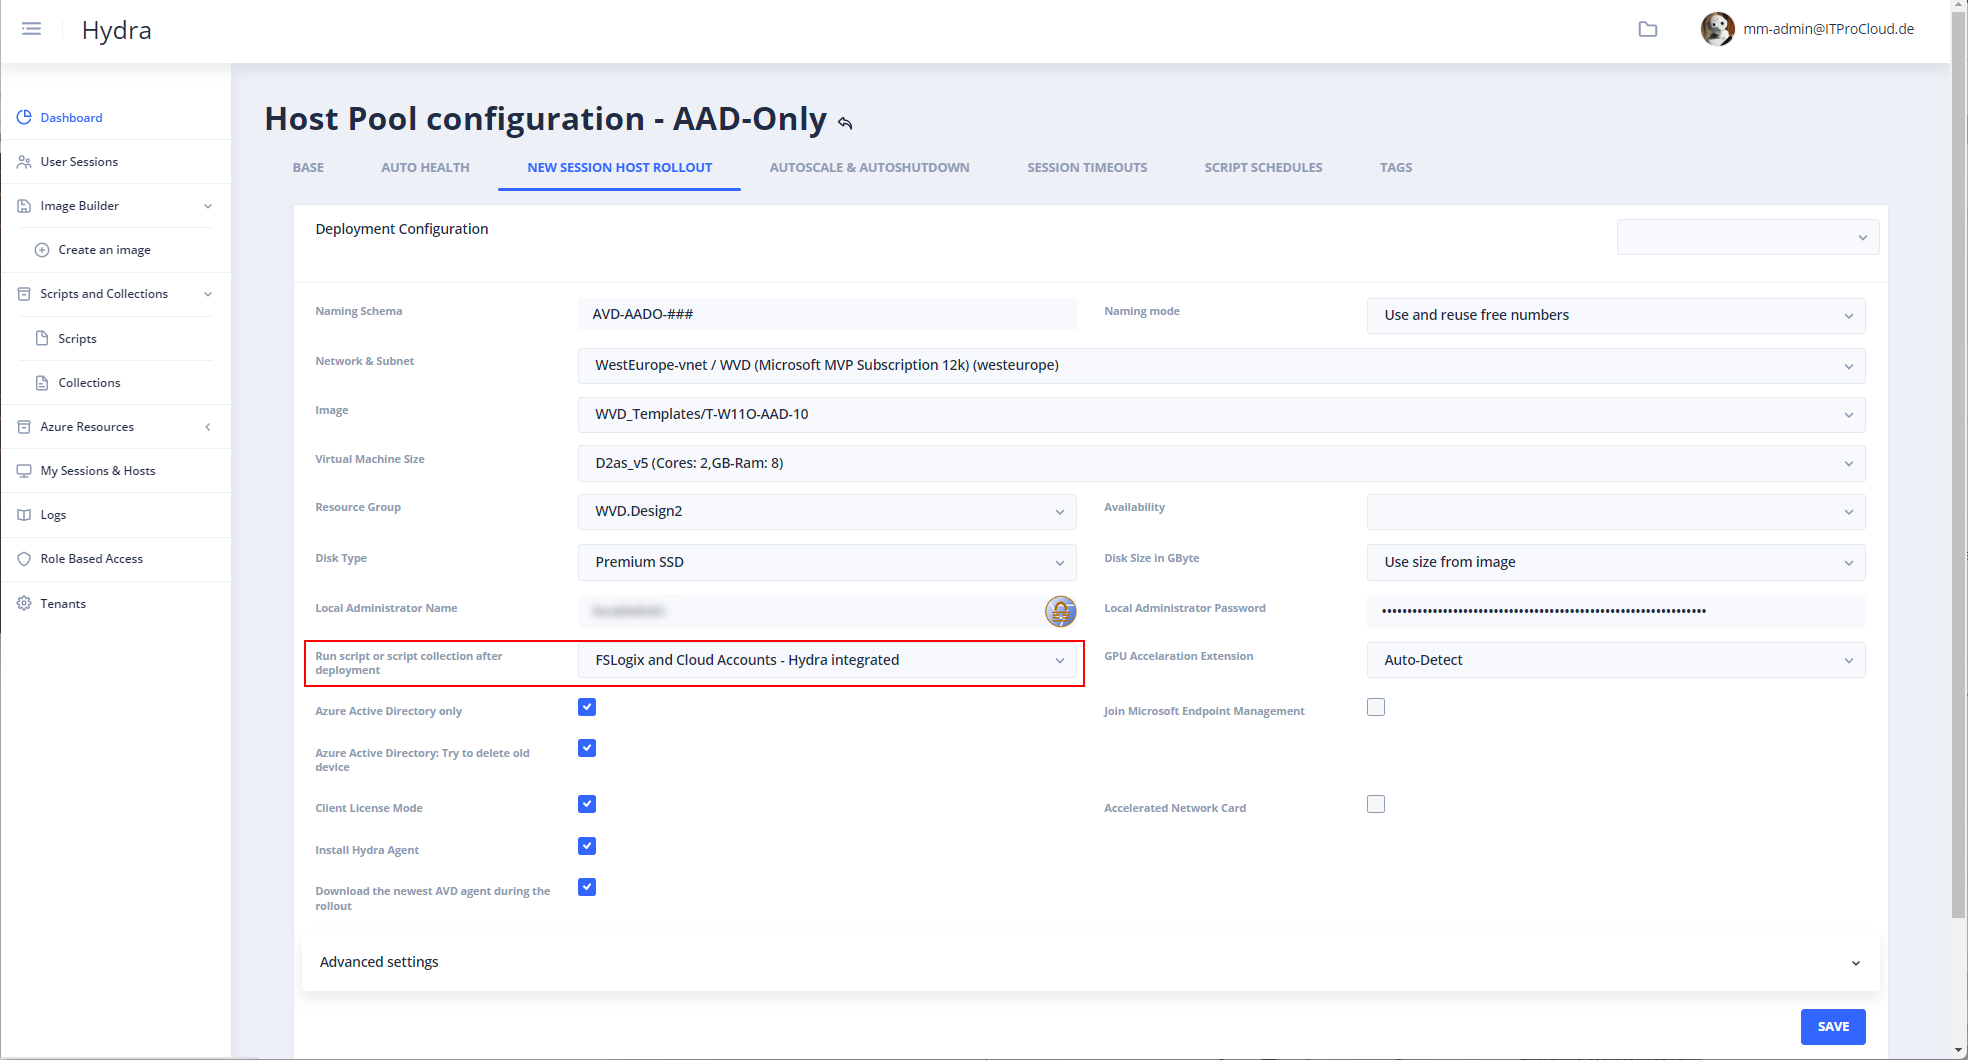 Hydra
mm-admin@ITProCloud.de
Dashboard
User Sessions
Image Builder
Create an image
Scripts and Collections
Scripts
Collections
Azure Resources
My Sessions & Hosts
Logs
Role Based Access
Tenants
Host Pool configuration - AAD-Only
BASE
AUTO HEALTH
NEW SESSION HOST ROLLOUT
AUTOSCALE & AUTOSHUTDOWN
SESSION TIMEOUTS
SCRIPT SCHEDULES
TAGS
Deployment Configuration
Naming Schema
AVD-AADO-###
Naming mode
Use and reuse free numbers
Network & Subnet
WestEurope-vnet / WVD (Microsoft MVP Subscription 12k) (westeurope)
Image
WVD_Templates/T-W11O-AAD-10
Virtual Machine Size
D2as_v5 (Cores: 2,GB-Ram: 8)
Resource Group
WVD.Design2
Availability
Disk Type
Premium SSD
Disk Size in GByte
Use size from image
Local Administrator Name
Local Administrator Password
Run script or script collection after
deployment
FSLogix and Cloud Accounts - Hydra integrated
GPU Accelaration Extension
Auto-Detect
Azure Active Directory only
Join Microsoft Endpoint Management
Azure Active Directory: Try to delete old
device
Client License Mode
Accelerated Network Card
Install Hydra Agent
Download the newest AVD agent during the
rollout
Advanced settings
SAVE